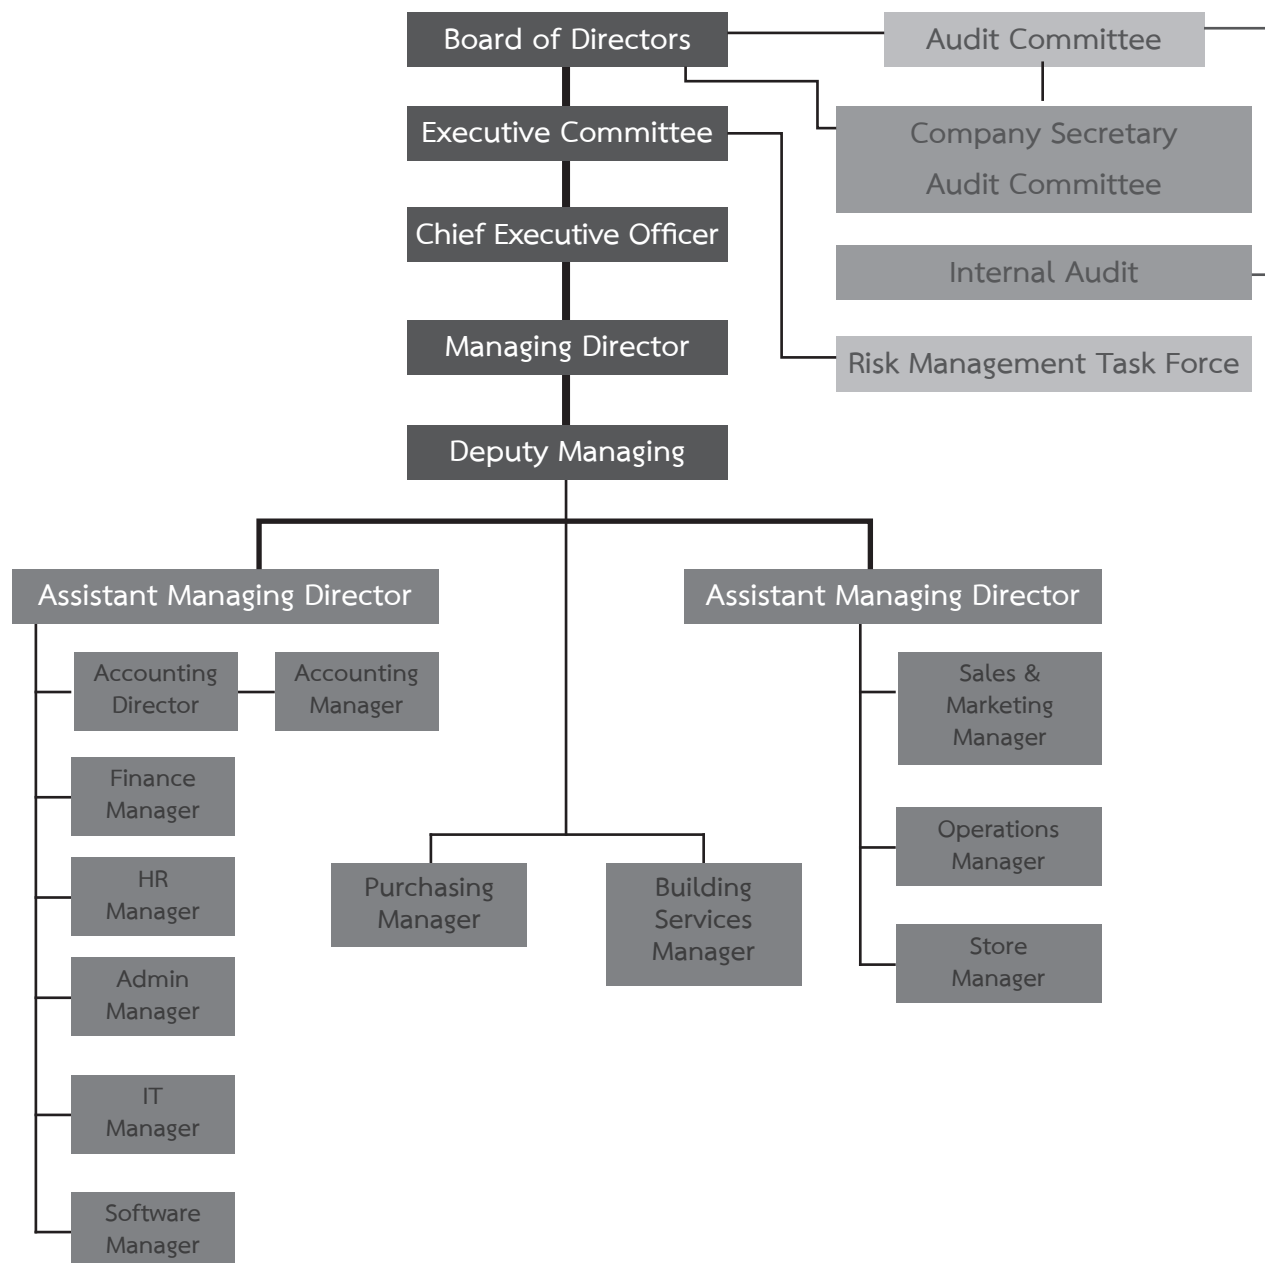 Board of Directors
Audit Committee
Executive Committee
Company Secretary
Audit Committee
Chief Executive Officer
Internal Audit
Managing Director
Risk Management Task Force
Deputy Managing
Assistant Managing Director
Assistant Managing Director
Accounting
Director
Accounting
Manager
Finance
Manager
HR
Manager
Admin
Manager
IT
Manager
Software
Manager
Purchasing
Manager
Building
Services
Manager
Sales &
Marketing
Manager
Operations
Manager
Store
Manager